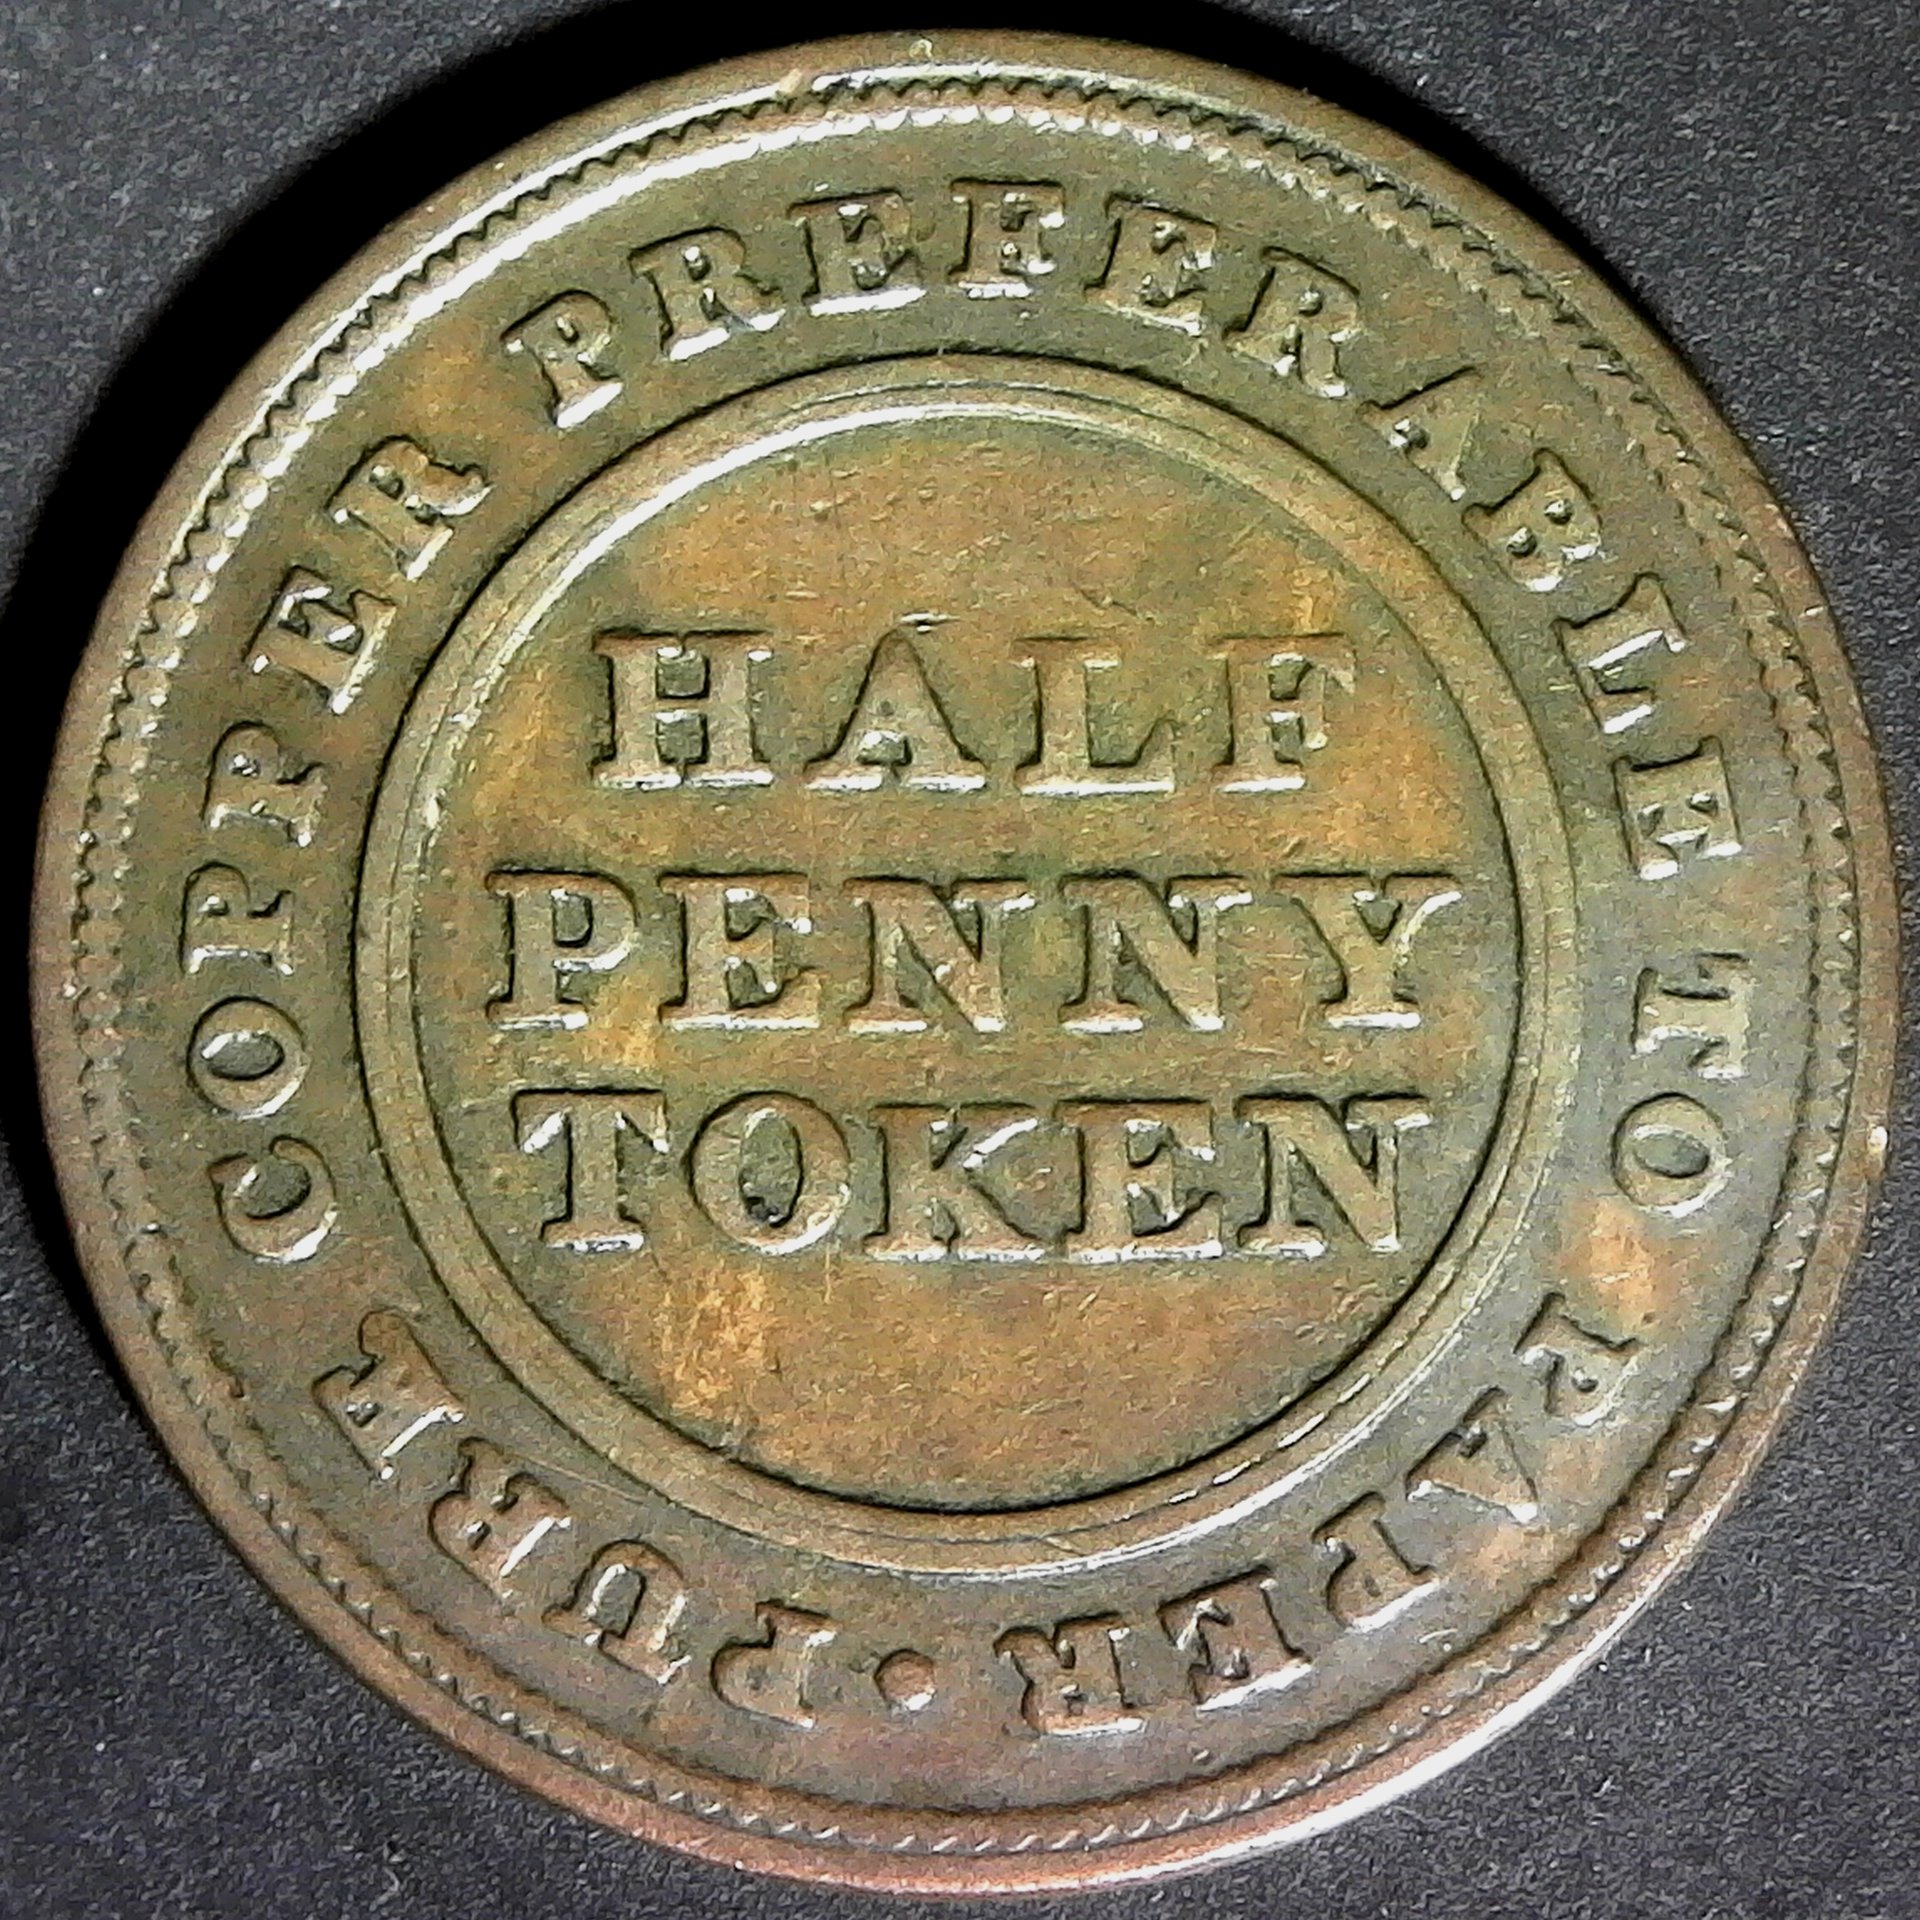 PURE COPPER PREFERABLE TO PAPER •
HALF
PENNY
TOKEN